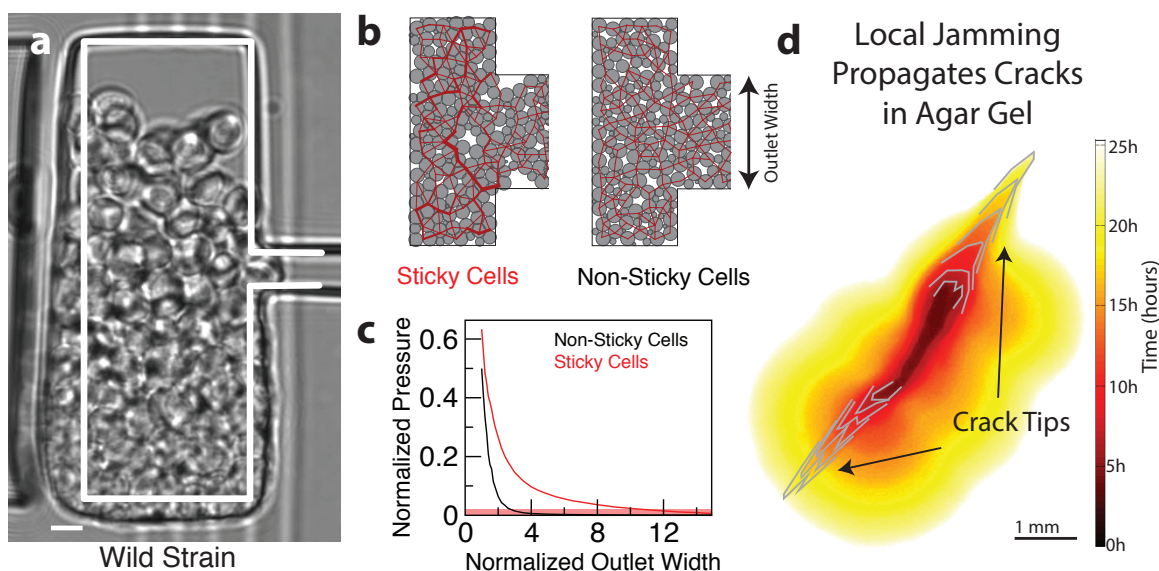 a
Wild Strain
b
Outlet Width
Sticky Cells
Non-Sticky Cells
c
Normalized Pressure
0.6
0.4
0.2
0
Non-Sticky Cells
Sticky Cells
0
4
8
12
Normalized Outlet Width
d
Local Jamming
Propagates Cracks
in Agar Gel
Crack Tips
1 mm
25h
20h
15h
10h
5h
0h
Time (hours)